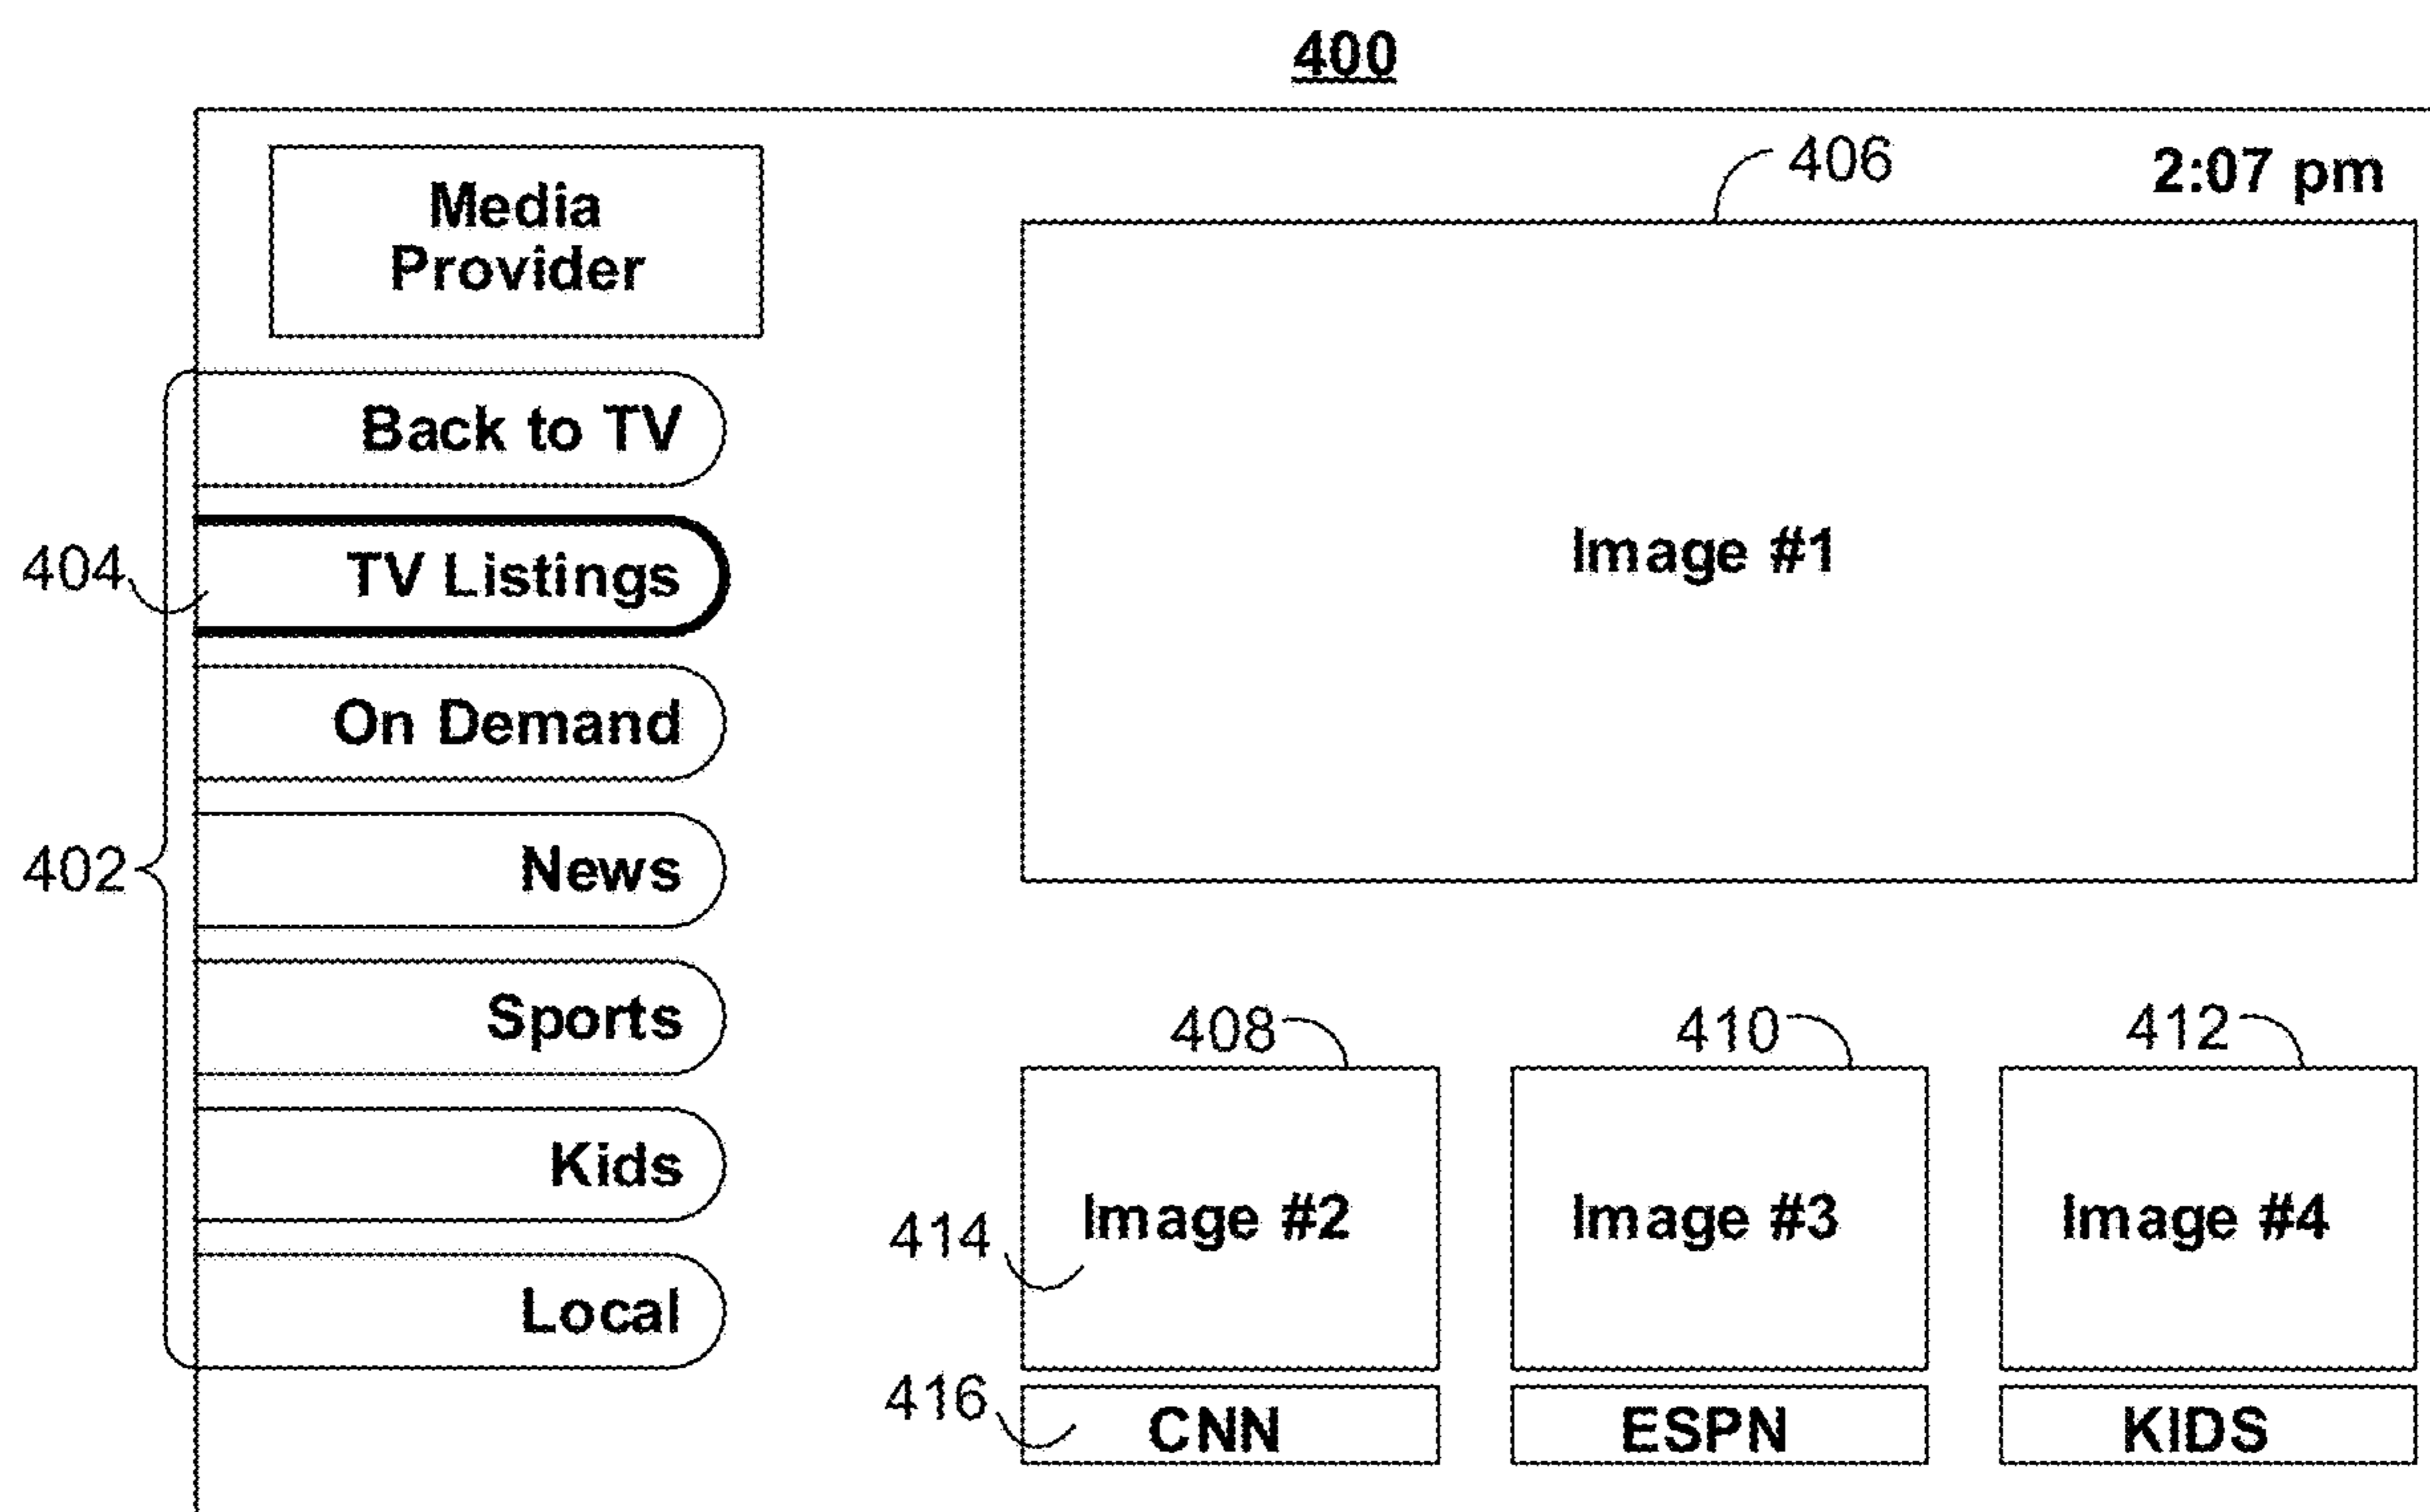 400
406
2:07 pm
Media
Provider
Back to TV
404
TV Listings
Image #1
On Demand
402
News
Sports
408
410
412
Kids
414
Image #2
Image #3
Image #4
Local
416
CNN
ESPN
KIDS